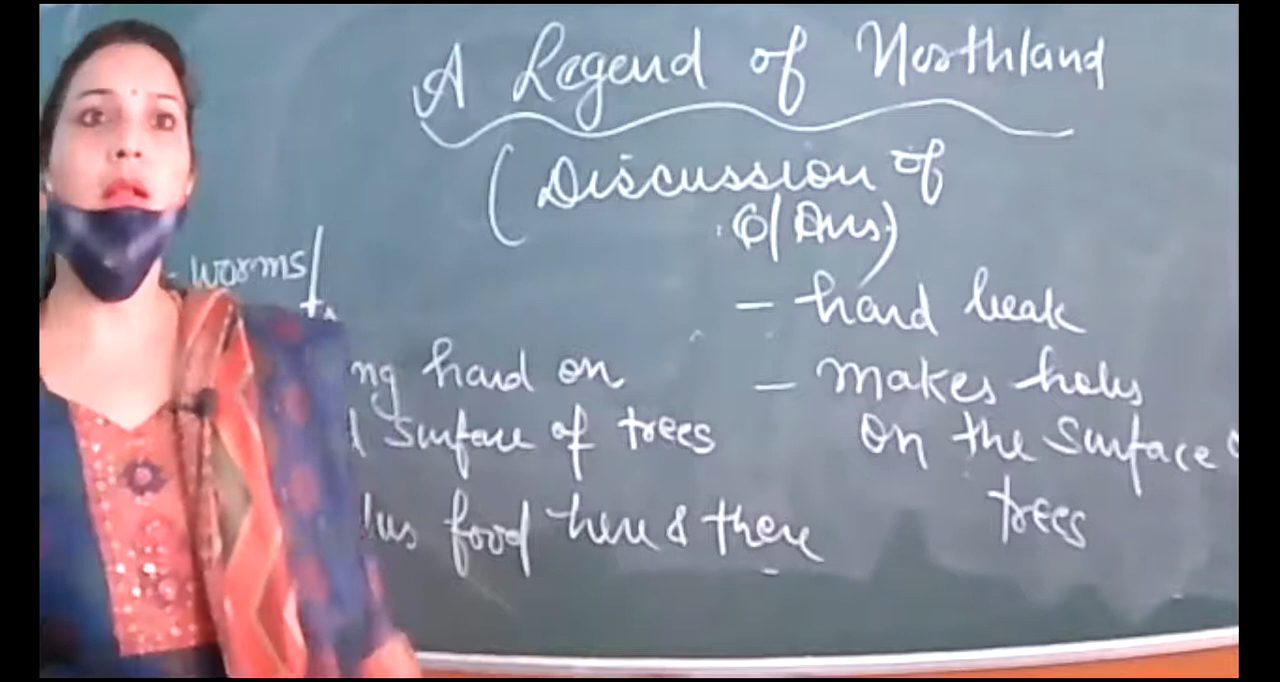 A Legend of Northland
(Discussion of
Q/Ans)
- worms/
- hard beak
ng hard on
surface of trees
food here & there
- makes holes
on the surface
trees